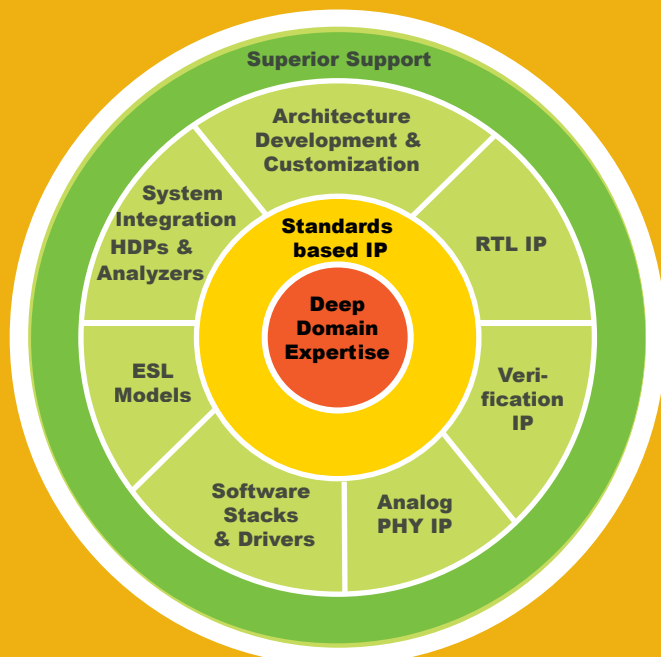 Superior Support
Architecture
Development &
Customization
System
Integration
HDPs &
Analyzers
Standards
based IP
RTL IP
Deep
Domain
Expertise
ESL
Models
Veri-
fication
IP
Software
Stacks
& Drivers
Analog
PHY IP